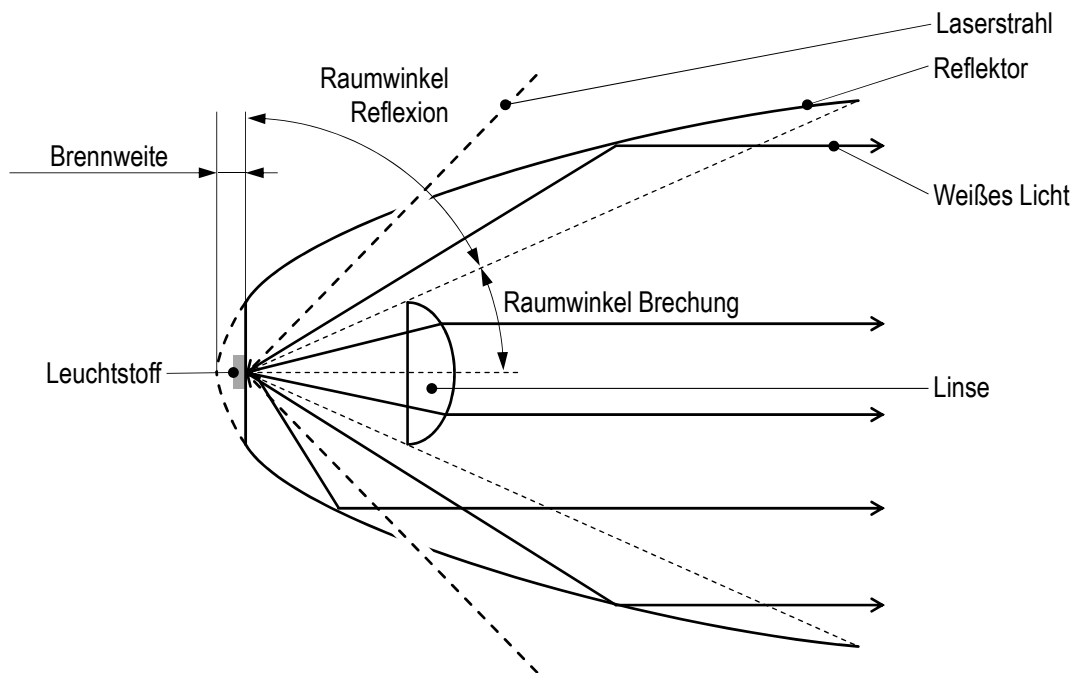 Laserstrahl
Raumwinkel
Reflexion
Reflektor
Brennweite
Weißes Licht
Raumwinkel Brechung
Leuchtstoff
Linse